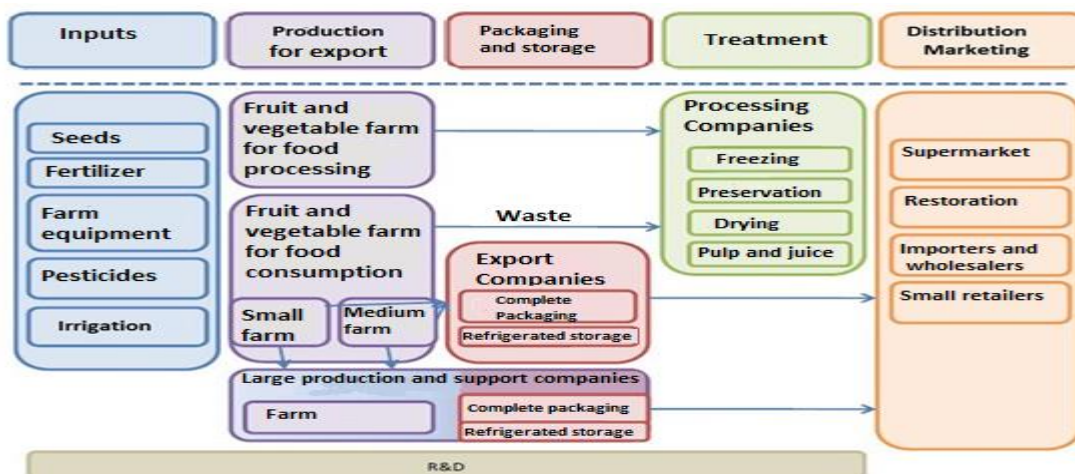 Inputs
Production
for export
Packaging
and storage
Treatment
Distribution
Marketing
Seeds
Fertilizer
Farm
equipment
Pesticides
Irrigation
Fruit and
vegetable farm
for food
processing
Fruit and
vegetable farm
for food
consumption
Small
farm
Medium
farm
Waste
Export
Companies
Complete
Packaging
Refrigerated storage
Large production and support companies
Farm
Complete packaging
Refrigerated storage
Processing
Companies
Freezing
Preservation
Drying
Pulp and juice
Supermarket
Restoration
Importers and
wholesalers
Small retailers
R&D